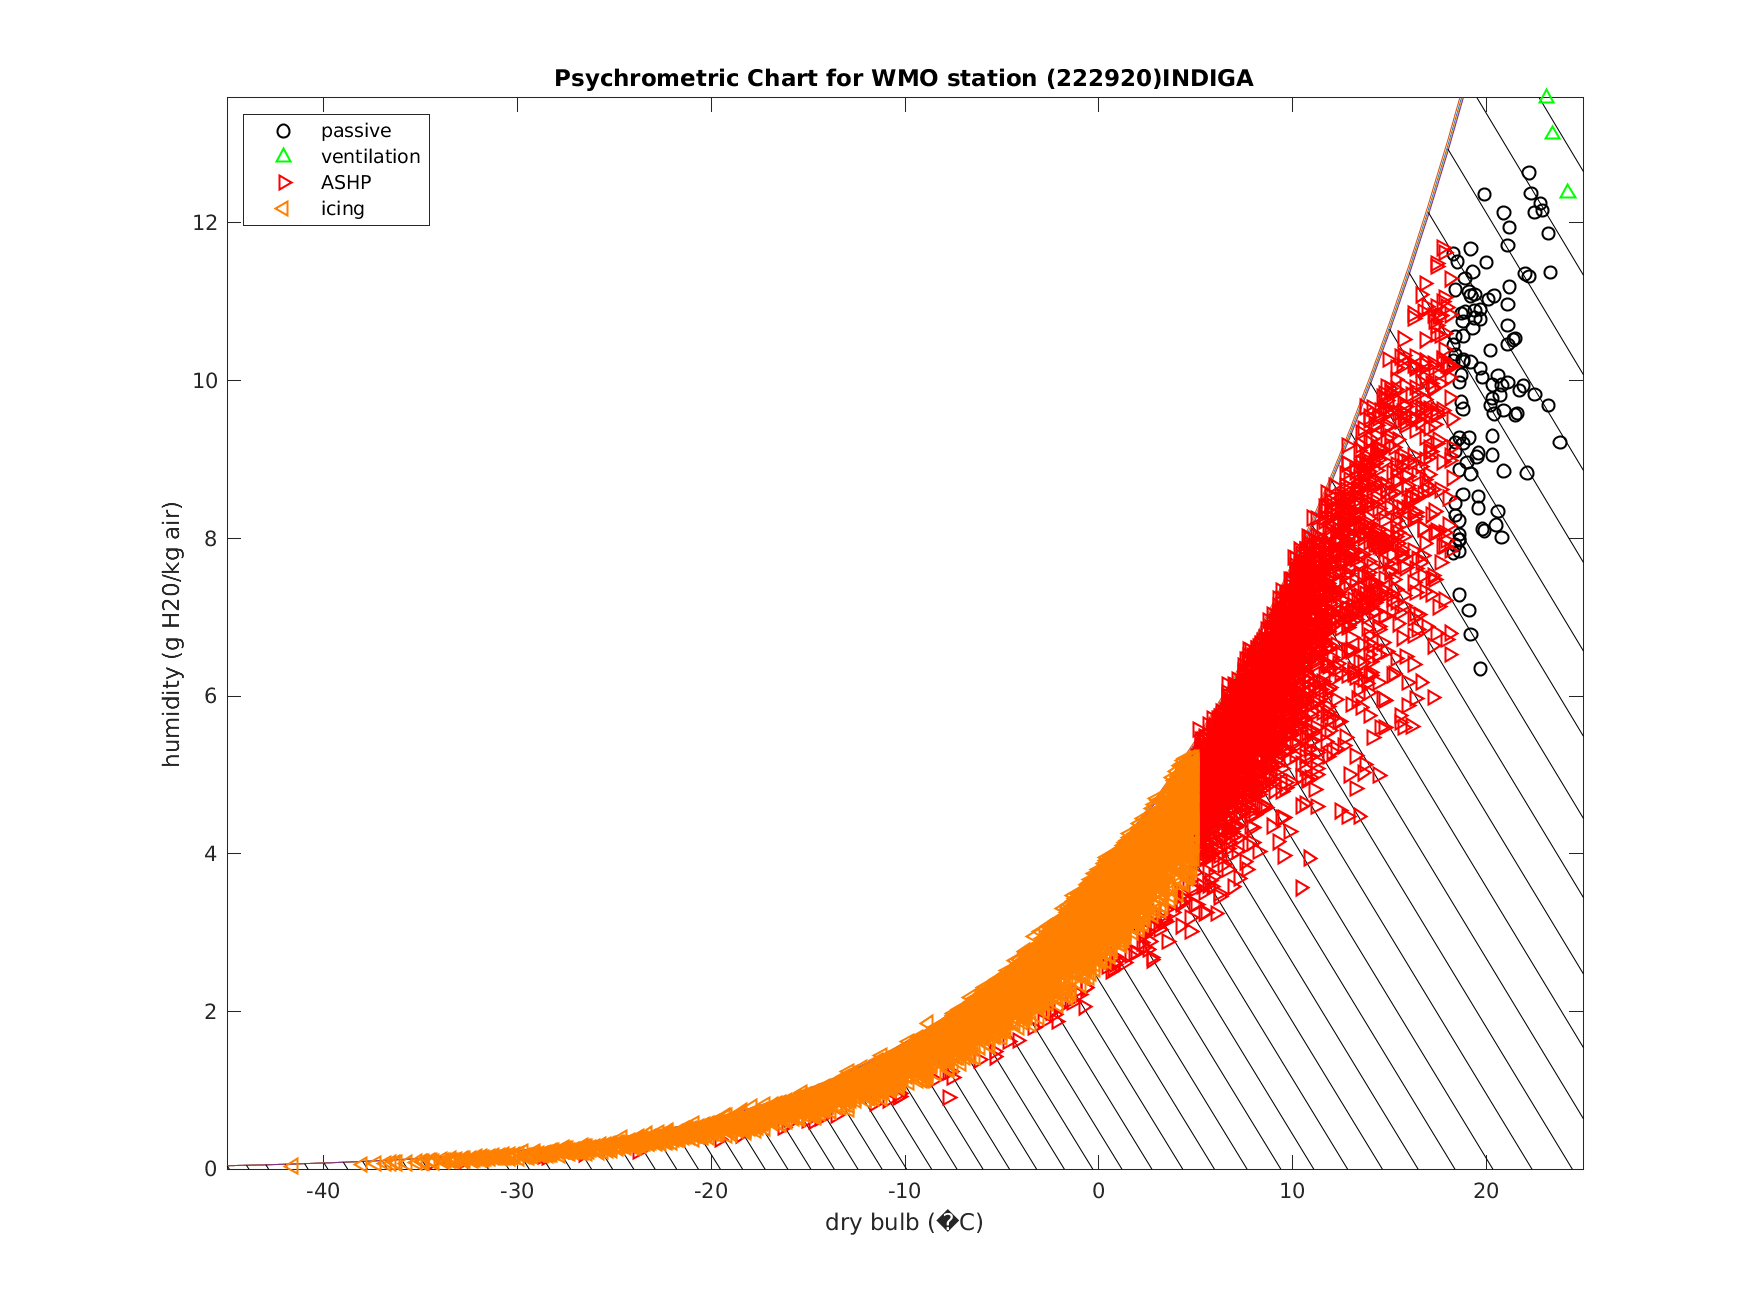 Psychrometric Chart for WMO station (222920)INDIGA
passive
ventilation
ASHP
icing
humidity (g H20/kg air)
12
10
8
6
4
2
0
-40 -30 -20 -10 0 10 20
dry bulb (�C)